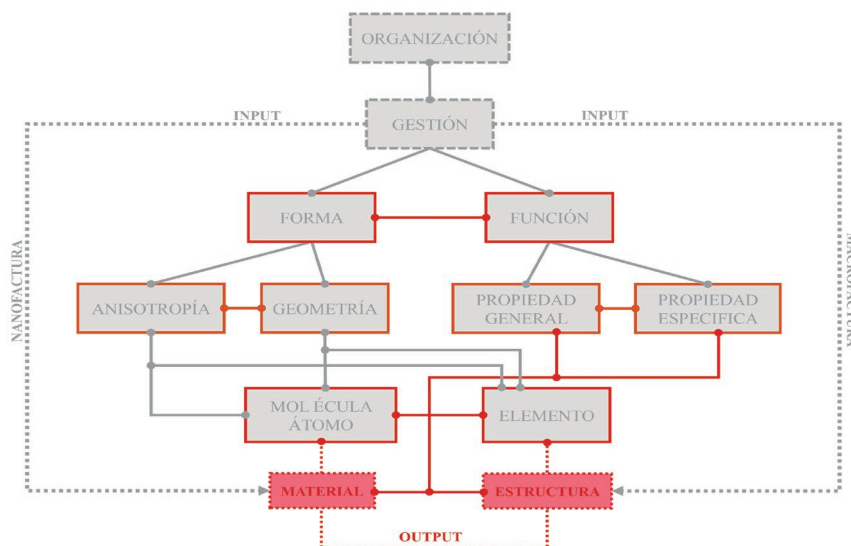 ORGANIZACIÓN
INPUT
INPUT
GESTIÓN
NANOFACTURA
MACROFACTURA
FORMA
FUNCIÓN
ANISOTROPÍA
GEOMETRÍA
PROPIEDAD
GENERAL
PROPIEDAD
ESPECIFICA
MOL ÉCULA
ÁTOMO
ELEMENTO
MATERIAL
ESTRUCTURA
OUTPUT